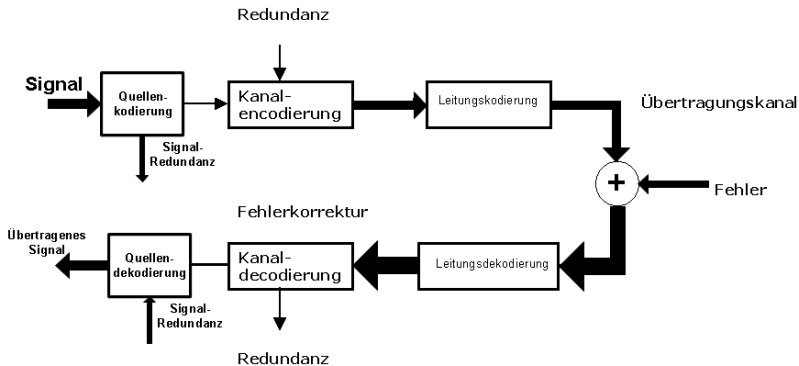 Redundanz
Signal
Quellen-
kodierung
Kanal-
encodierung
Leitungskodierung
Übertragungskanal
Signal-
Redundanz
+
Fehler
Fehlerkorrektur
Übertragenes
Signal
Quellen-
dekodierung
Kanal-
decodierung
Leitungsdekodierung
Signal-
Redundanz
Redundanz